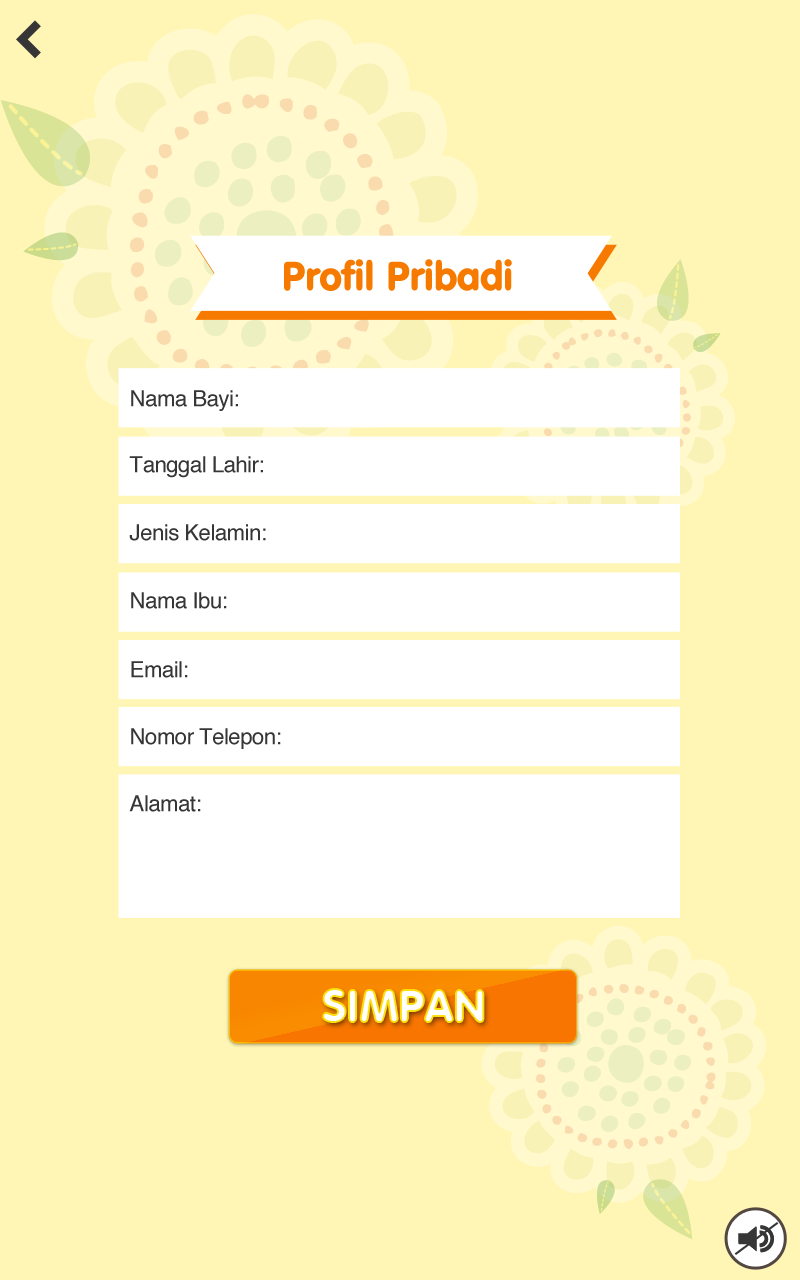 Profil Pribadi
Nama Bayi:
Tanggal Lahir:
Jenis Kelamin:
Nama Ibu:
Email:
Nomor Telepon:
Alamat:
SIMPAN